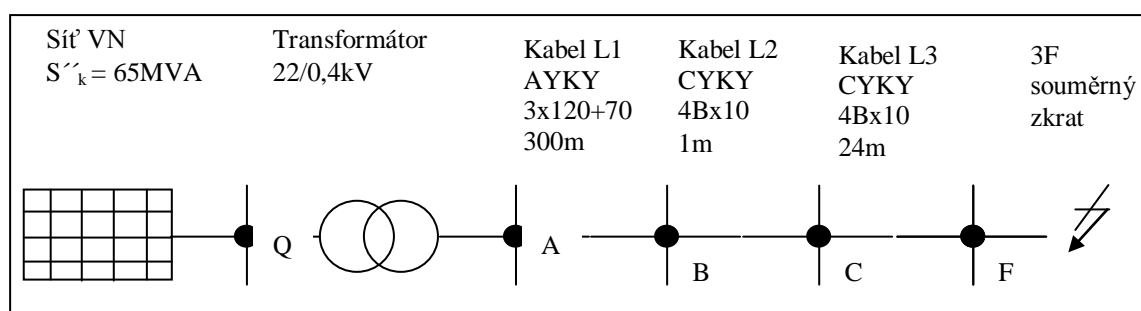 Síť VN
S´´k = 65MVA
Transformátor
22/0,4kV
Kabel L1
AYKY
3x120+70
300m
Kabel L2
CYKY
4Bx10
1m
Kabel L3
CYKY
4Bx10
24m
3F
souměrný
zkrat
Q
A
B
C
F